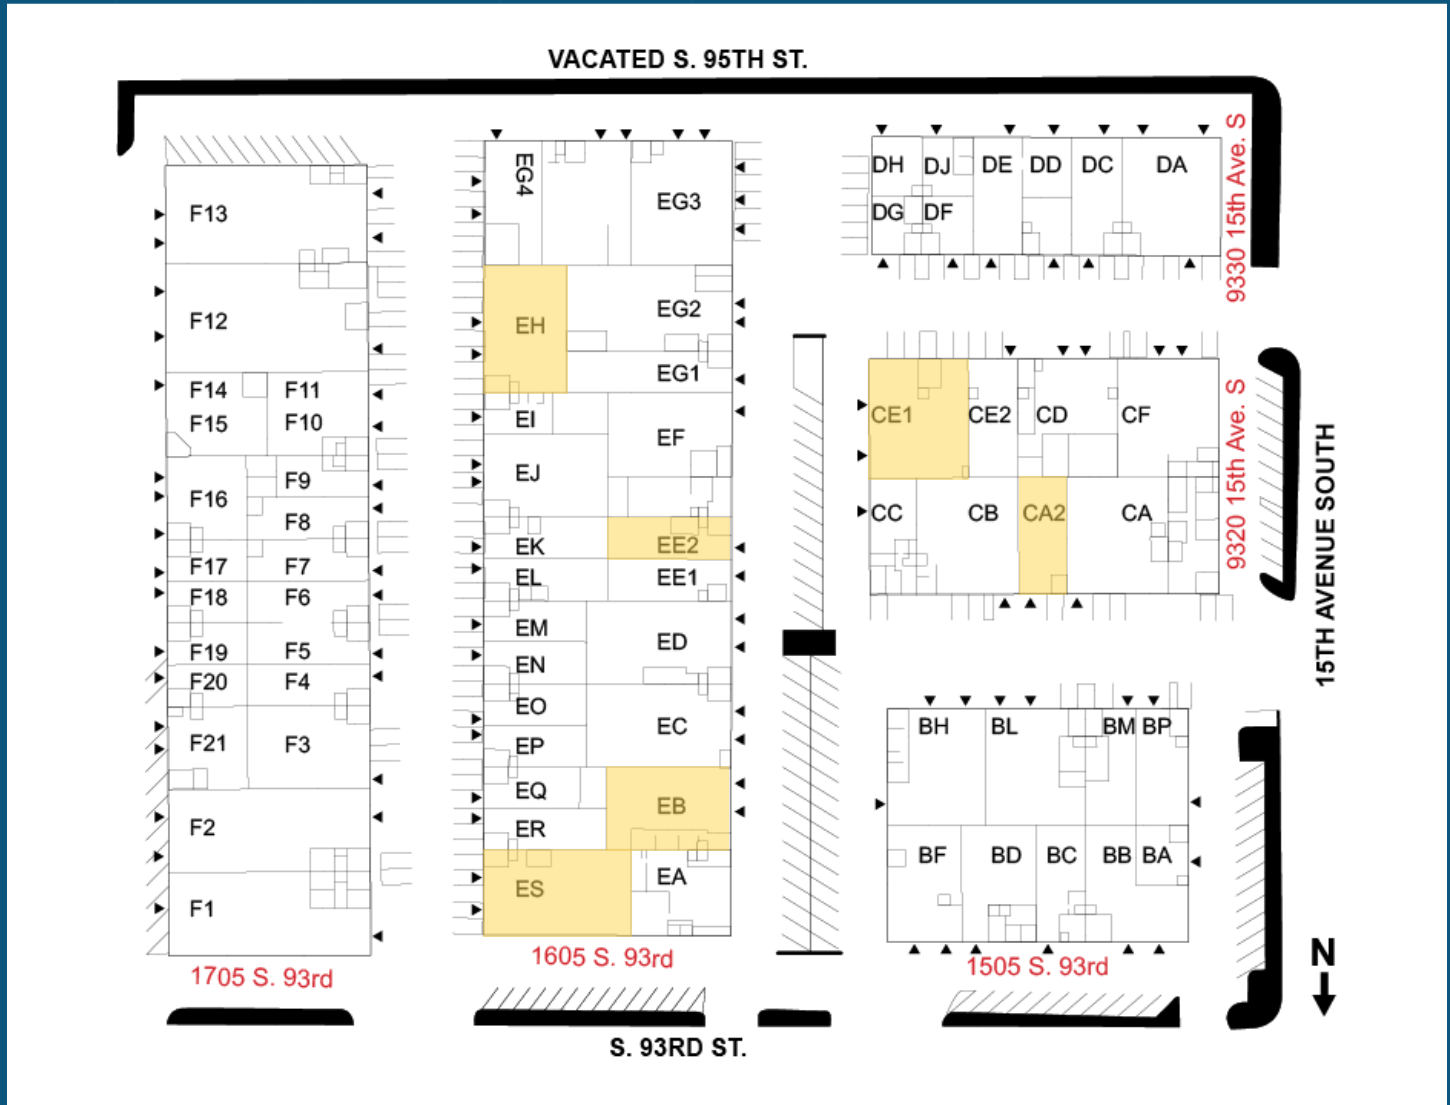 VACATED S. 95TH ST.
F13
F12
F14
F11
F15
F10
F9
F16
F8
F17
F7
F18
F6
F19
F5
F20
F4
F21
F3
F2
F1
1705 S. 93rd
EG4
EG3
EH
EG2
EG1
EI
EF
EJ
EK
EE2
EL
EE1
EM
ED
EN
EO
EC
EP
EQ
EB
ER
ES
EA
1605 S. 93rd
DH
DJ
DE
DD
DC
DA
DG
DF
9330 15th Ave. S
CE1
CE2
CD
CF
CC
CB
CA2
CA
9320 15th Ave. S
15TH AVENUE SOUTH
BH
BL
BM
BP
BF
BD
BC
BB
BA
1505 S. 93rd
N
S. 93RD ST.